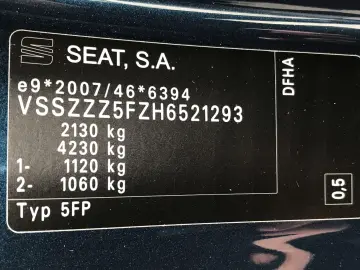 SEAT, S.A.
e9*2007/46*6394
VSSZZZ5FZH6521293
2130 kg
4230 kg
1- 1120 kg
2- 1060 kg
Typ 5FP
DFHA
0,5